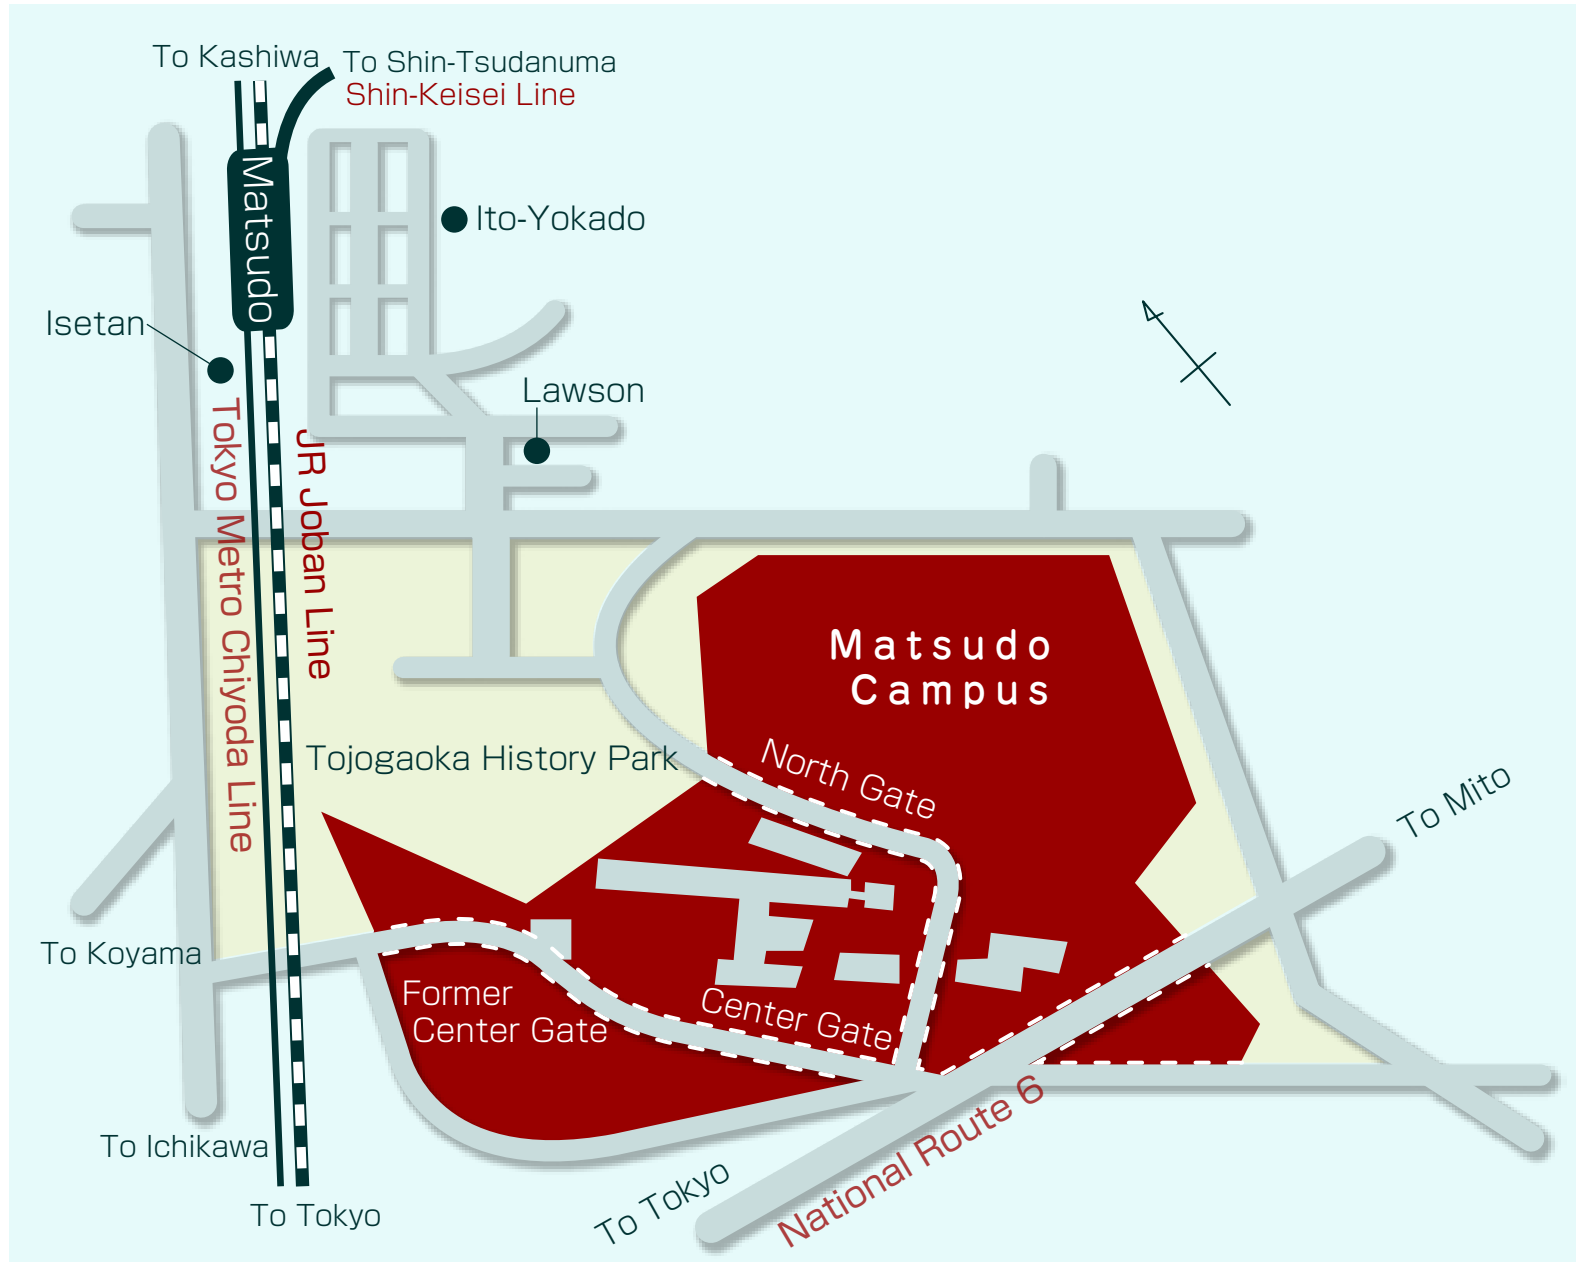 To Kashiwa
To Shin-Tsudanuma
Shin-Keisei Line
Matsudo
Ito-Yokado
Isetan
Lawson
Tokyo Metro Chiyoda Line
JR Joban Line
Matsudo
Campus
Tojogaoka History Park
North Gate
To Mito
To Koyama
Former
Center Gate
Center Gate
National Route 6
To Ichikawa
To Tokyo
To Tokyo